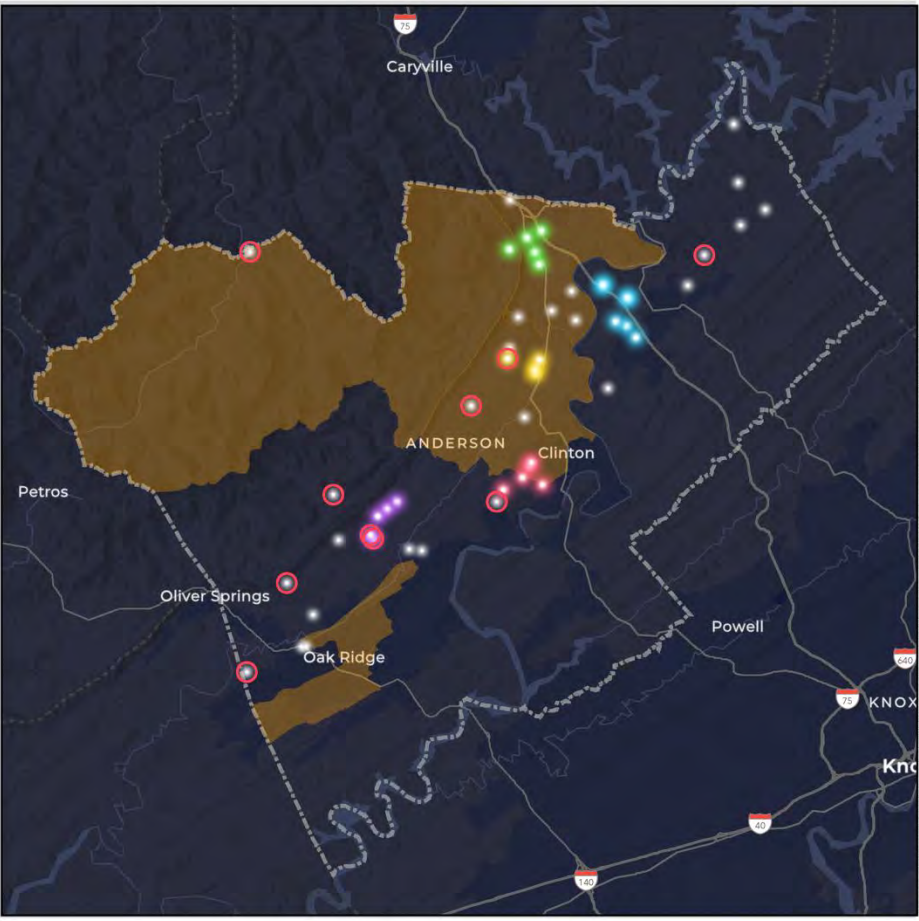 75
Caryville
ANDERSON
Clinton
Petros
Oliver Springs
Powell
Oak Ridge
640
75
KNOX
Kno
40
140